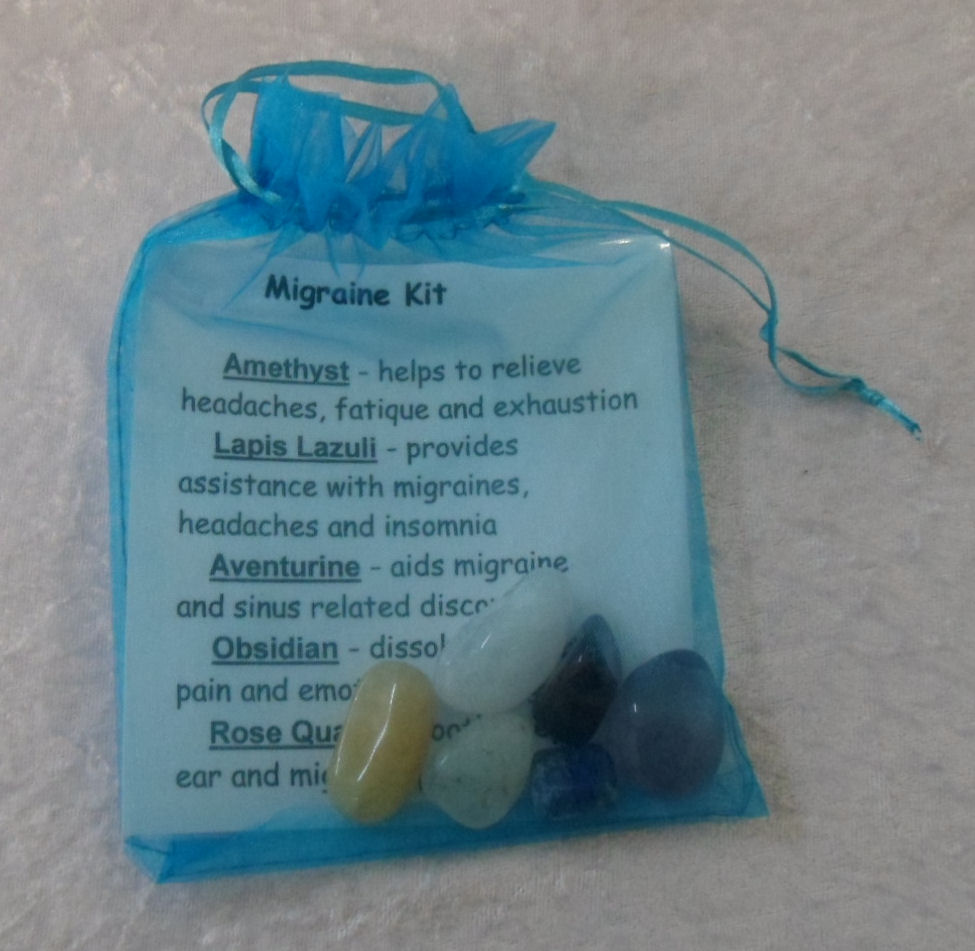 Migraine Kit
Amethyst - helps to relieve
headaches, fatique and exhaustion
Lapis Lazuli - provides
assistance with migraines,
headaches and insomnia
Aventurine - aids migraine
and sinus related
Obsidian -
pain and
Rose
ear and